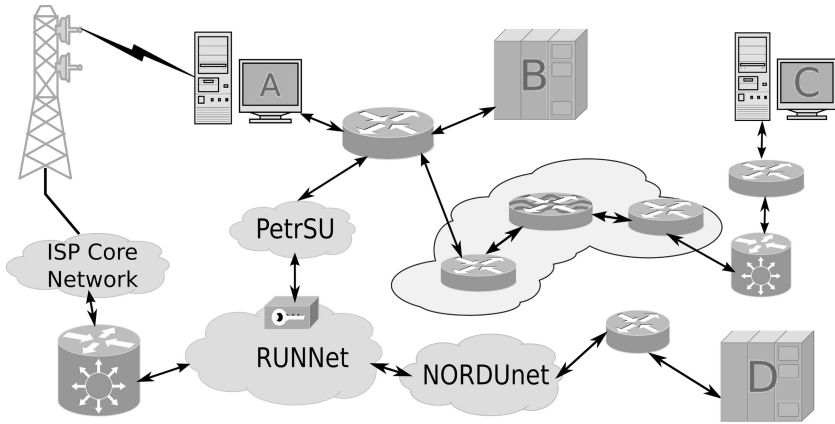 A
B
C
PetrSU
ISP Core
Network
RUNNet
NORDUnet
D